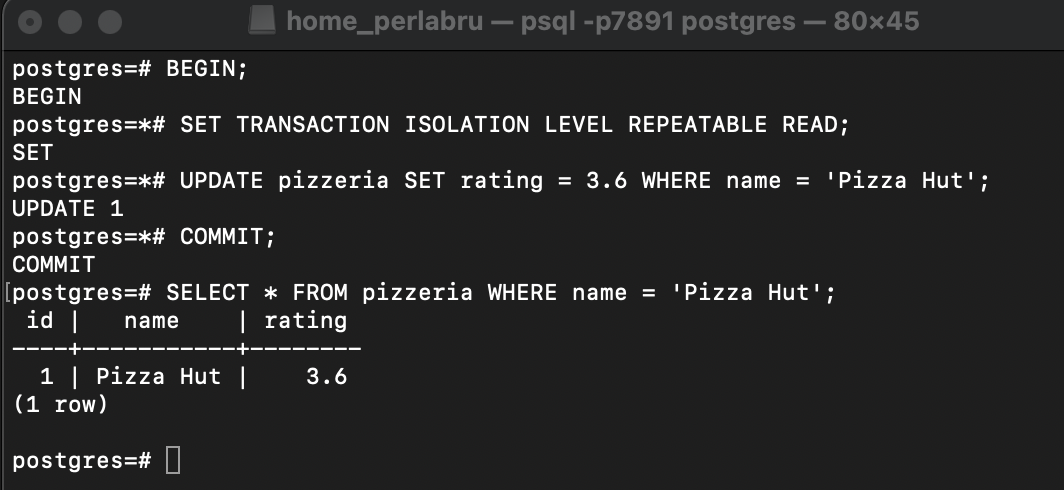 home_perlabru — psql -p7891 postgres — 80×45
postgres=# BEGIN;
BEGIN
postgres=*# SET TRANSACTION ISOLATION LEVEL REPEATABLE READ;
SET
postgres=*# UPDATE pizzeria SET rating = 3.6 WHERE name = 'Pizza Hut';
UPDATE 1
postgres=*# COMMIT;
COMMIT
[postgres=# SELECT * FROM pizzeria WHERE name = 'Pizza Hut';
 id |   name    | rating
----+-----------+--------
  1 | Pizza Hut |    3.6
(1 row)
postgres=#